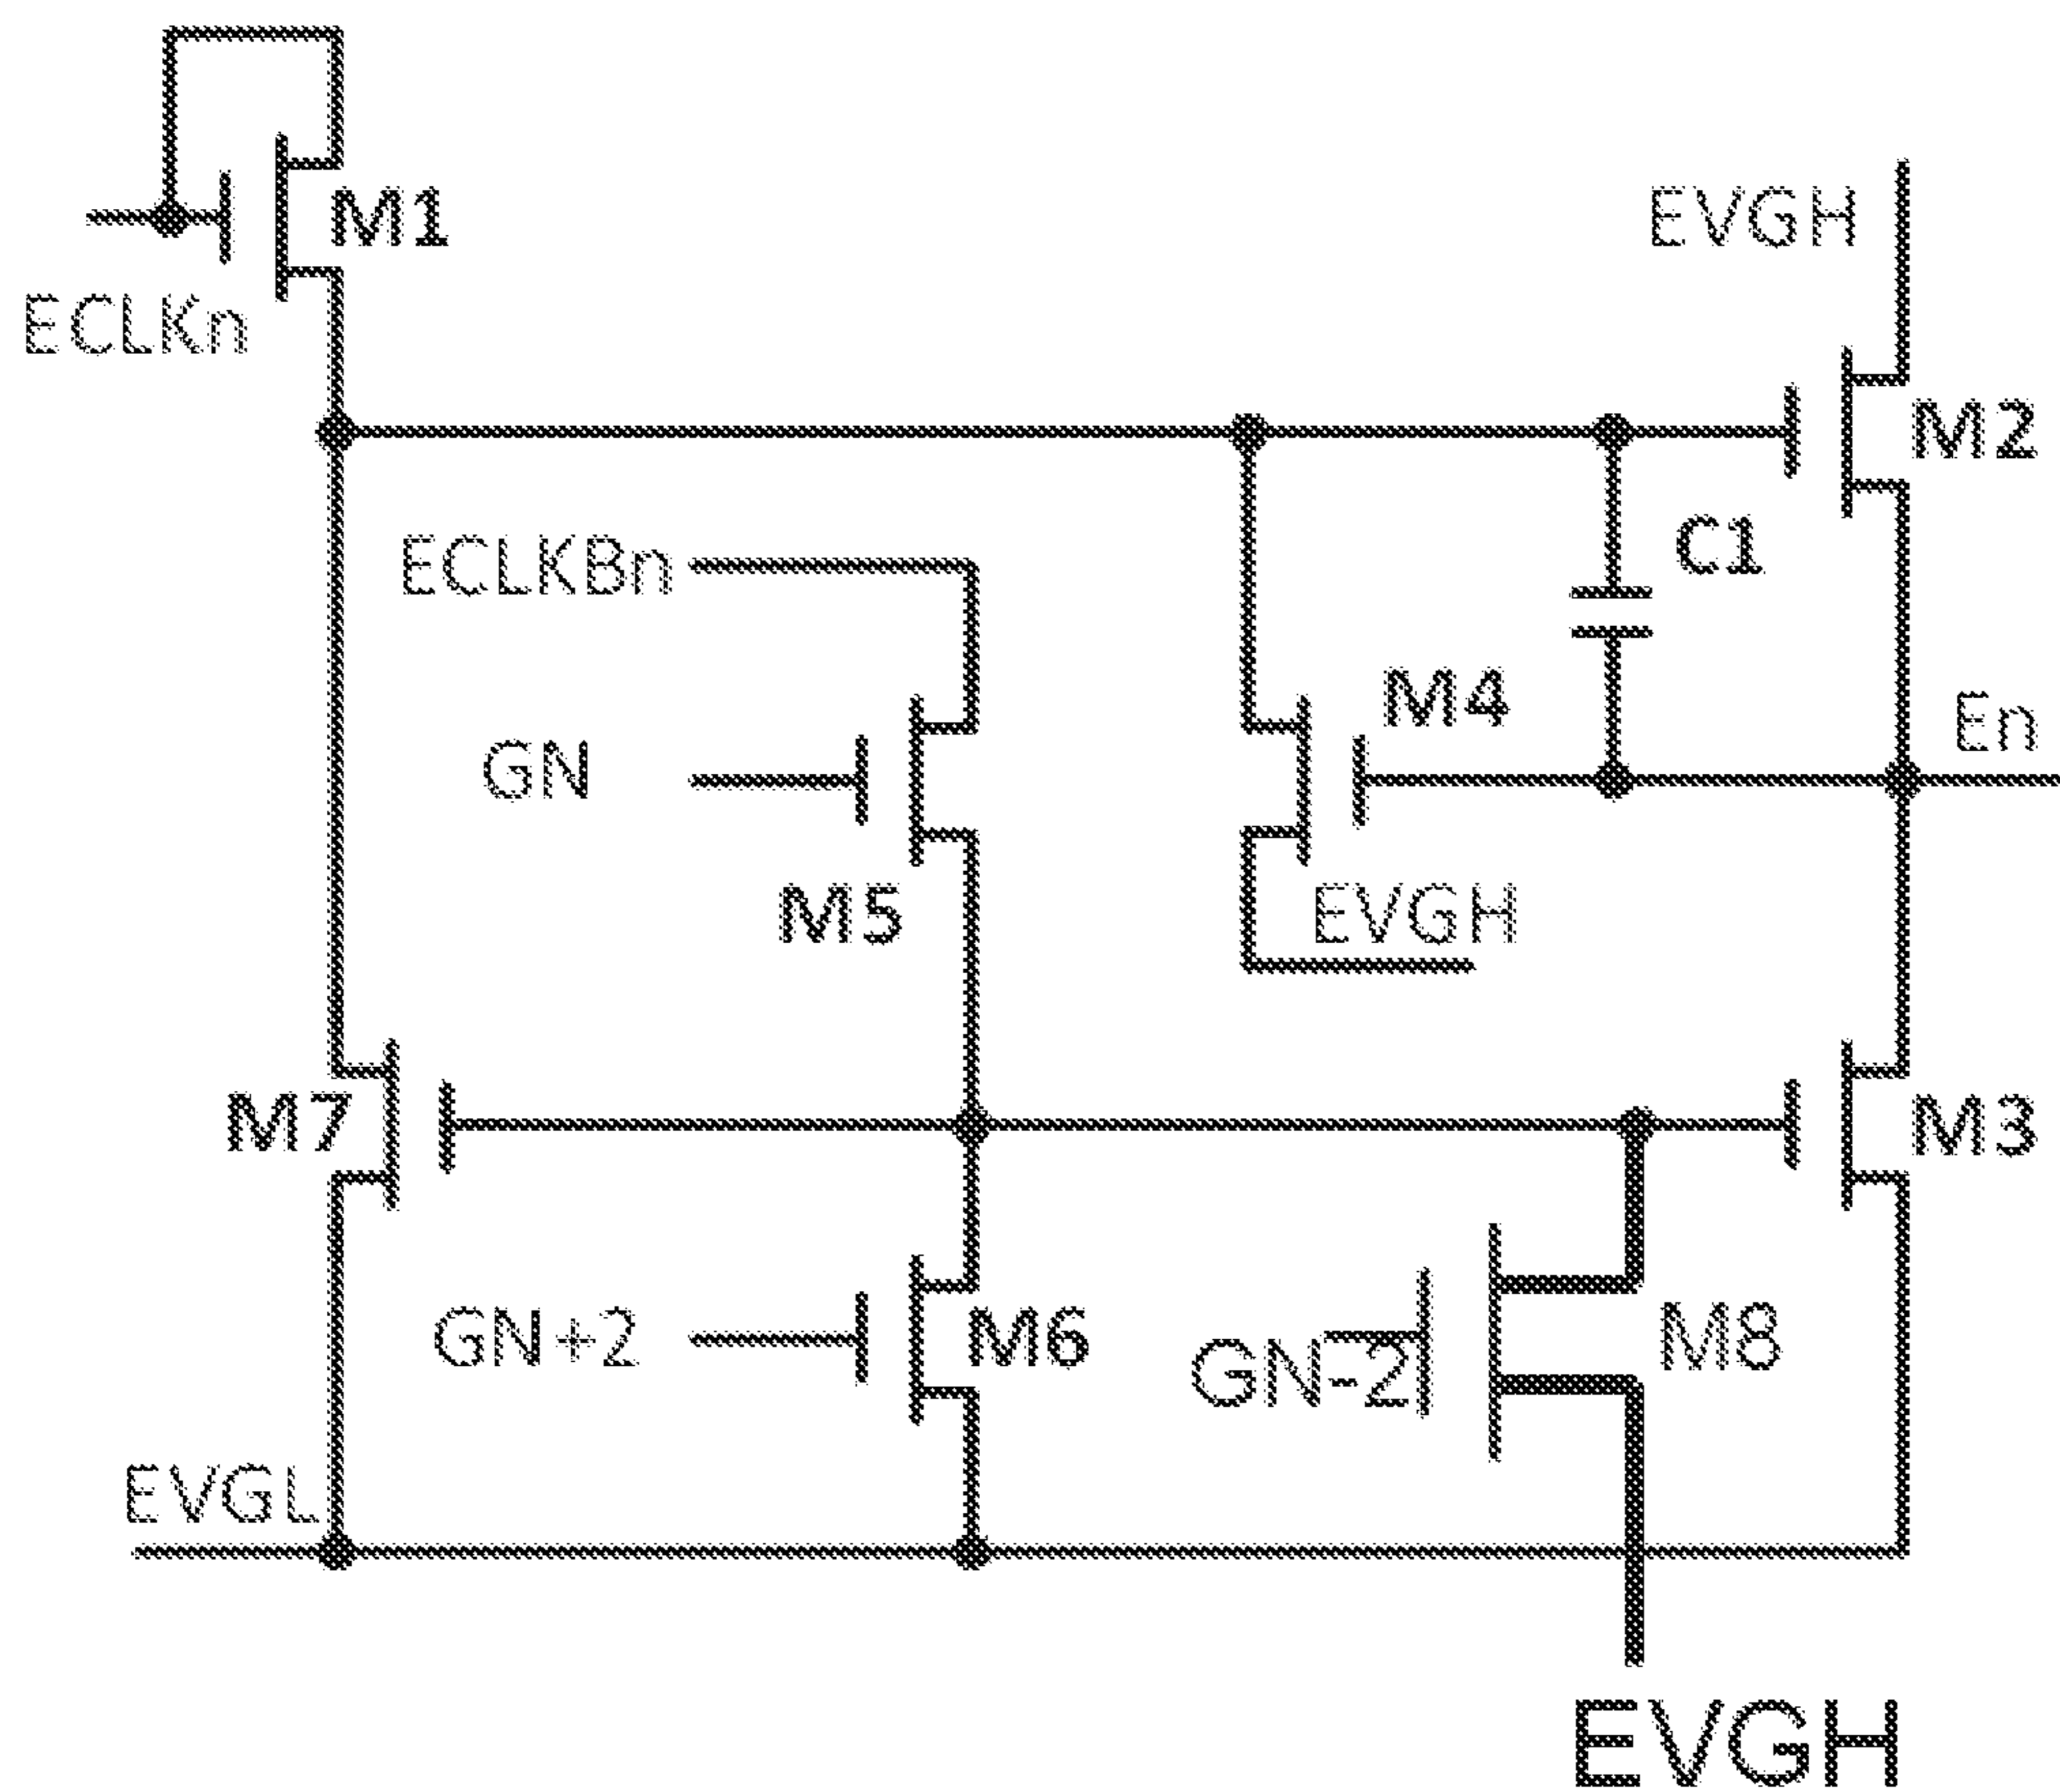 M1
EVGH
ECLKn
M2
C1
ECLKBn
M4
En
GN
M5
EVGH
M7
M3
GN+2
M6
GN-2
M8
EVGL
EVGH